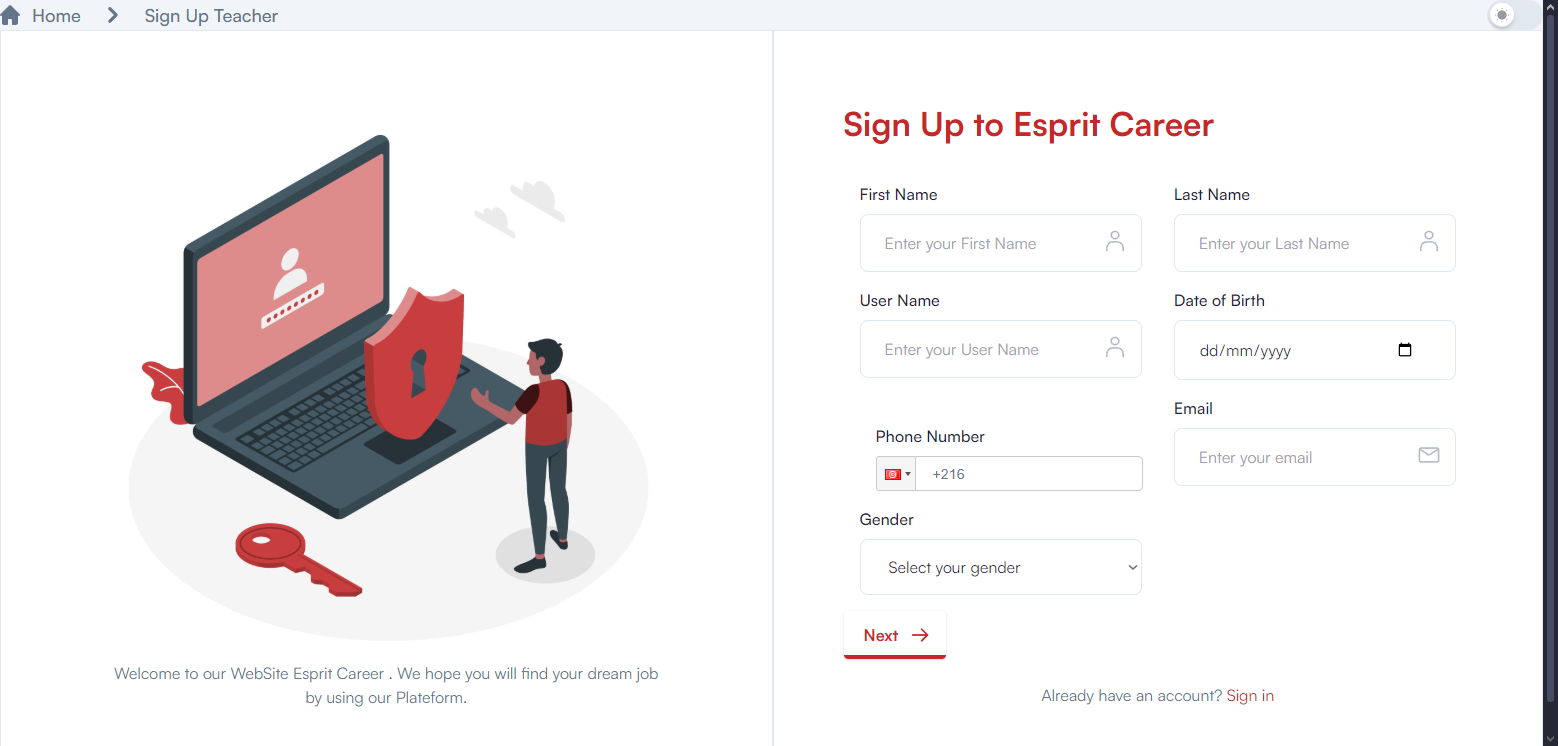 Home
Sign Up Teacher
Sign Up to Esprit Career
First Name
Last Name
Enter your First Name
Enter your Last Name
User Name
Date of Birth
Enter your User Name
dd/mm/yyyy
Email
Phone Number
Enter your email
+216
Gender
Select your gender
Next
Already have an account? Sign in
Welcome to our WebSite Esprit Career . We hope you will find your dream job
by using our Plateform.